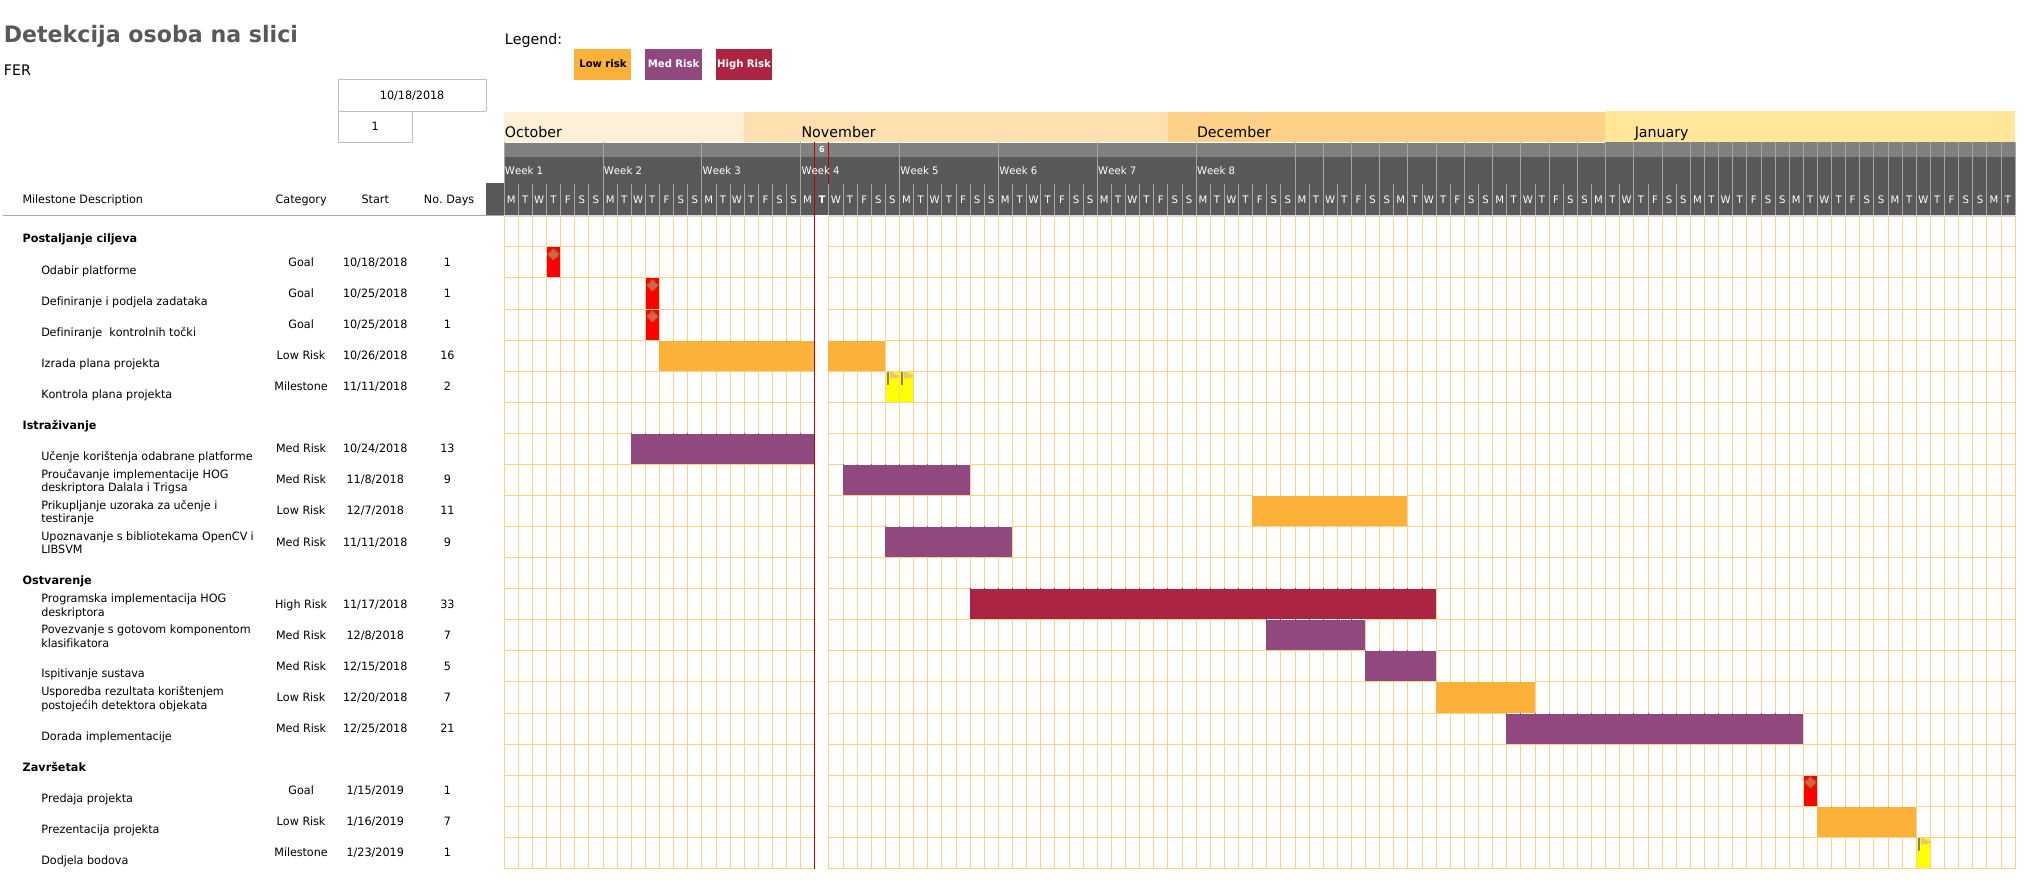 Detekcija osoba na slici
Legend:
FER
Low risk Med Risk High Risk
10/18/2018
1
October November December January
6
Week 1 Week 2 Week 3 Week 4 Week 5 Week 6 Week 7 Week 8
Milestone Description Category Start No. Days M T W T F S S M T W T F S S M T W T F S S M T W T F S S M T W T F S S M T W T F S S M T W T F S S M T W T F S S M T W T F S S M T W T F S S M T W T F S S M T W T F S S M T W T F S S M T W T F S S M T W T F S S M T
Postaljanje ciljeva
Odabir platforme Goal 10/18/2018 1
Definiranje i podjela zadataka Goal 10/25/2018 1
Definiranje  kontrolnih točki Goal 10/25/2018 1
Izrada plana projekta Low Risk 10/26/2018 16
Kontrola plana projekta Milestone 11/11/2018 2
Istraživanje
Učenje korištenja odabrane platforme Med Risk 10/24/2018 13
Proučavanje implementacije HOG
deskriptora Dalala i Trigsa Med Risk 11/8/2018 9
Prikupljanje uzoraka za učenje i
testiranje Low Risk 12/7/2018 11
Upoznavanje s bibliotekama OpenCV i
LIBSVM Med Risk 11/11/2018 9
Ostvarenje
Programska implementacija HOG
deskriptora High Risk 11/17/2018 33
Povezvanje s gotovom komponentom
klasifikatora Med Risk 12/8/2018 7
Ispitivanje sustava Med Risk 12/15/2018 5
Usporedba rezultata korištenjem
postojećih detektora objekata Low Risk 12/20/2018 7
Dorada implementacije Med Risk 12/25/2018 21
Završetak
Predaja projekta Goal 1/15/2019 1
Prezentacija projekta Low Risk 1/16/2019 7
Dodjela bodova Milestone 1/23/2019 1